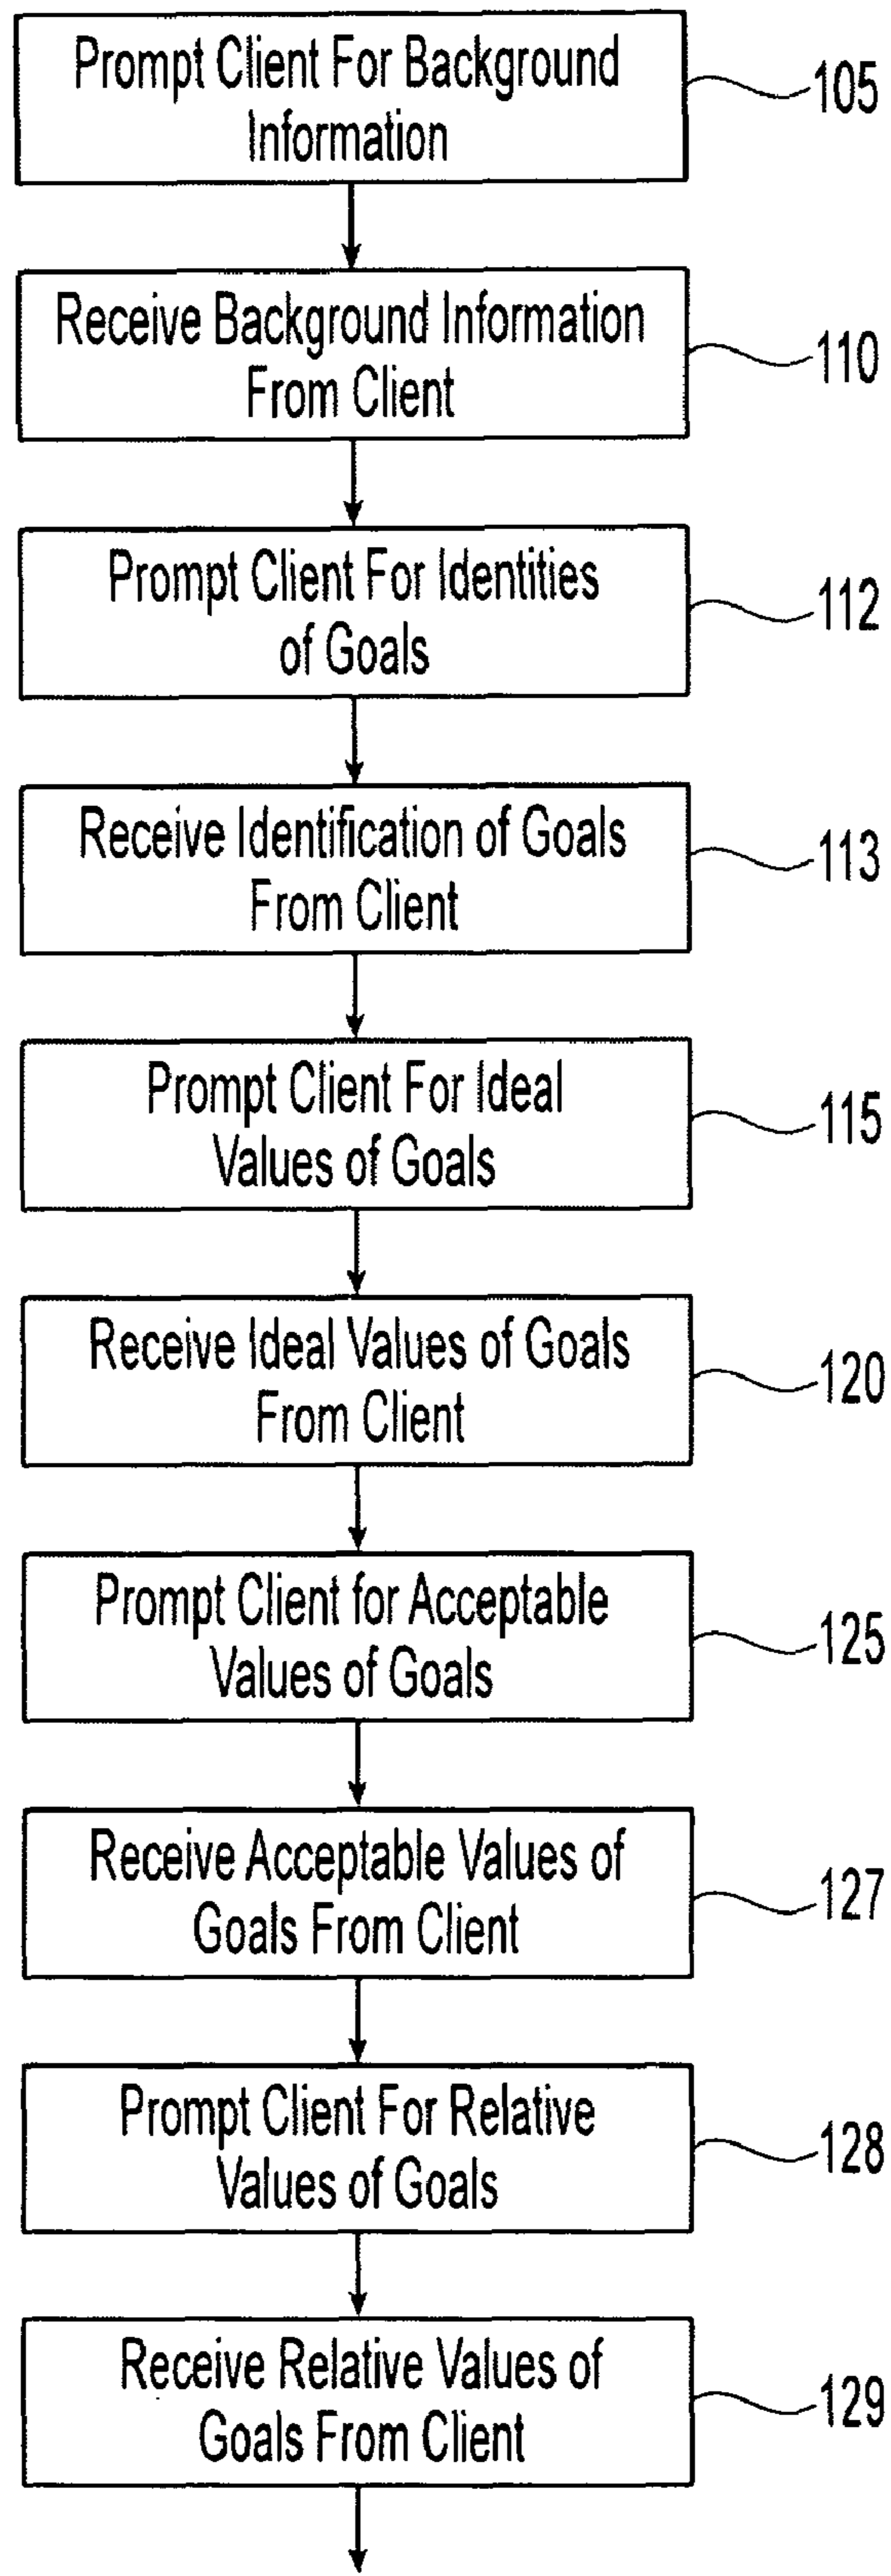 Prompt Client For Background
Information
105
Receive Background Information
From Client
110
Prompt Client For Identities
of Goals
112
Receive Identification of Goals
From Client
113
Prompt Client For Ideal
Values of Goals
115
Receive Ideal Values of Goals
From Client
120
Prompt Client for Acceptable
Values of Goals
125
Receive Acceptable Values of
Goals From Client
127
Prompt Client For Relative
Values of Goals
128
Receive Relative Values of
Goals From Client
129